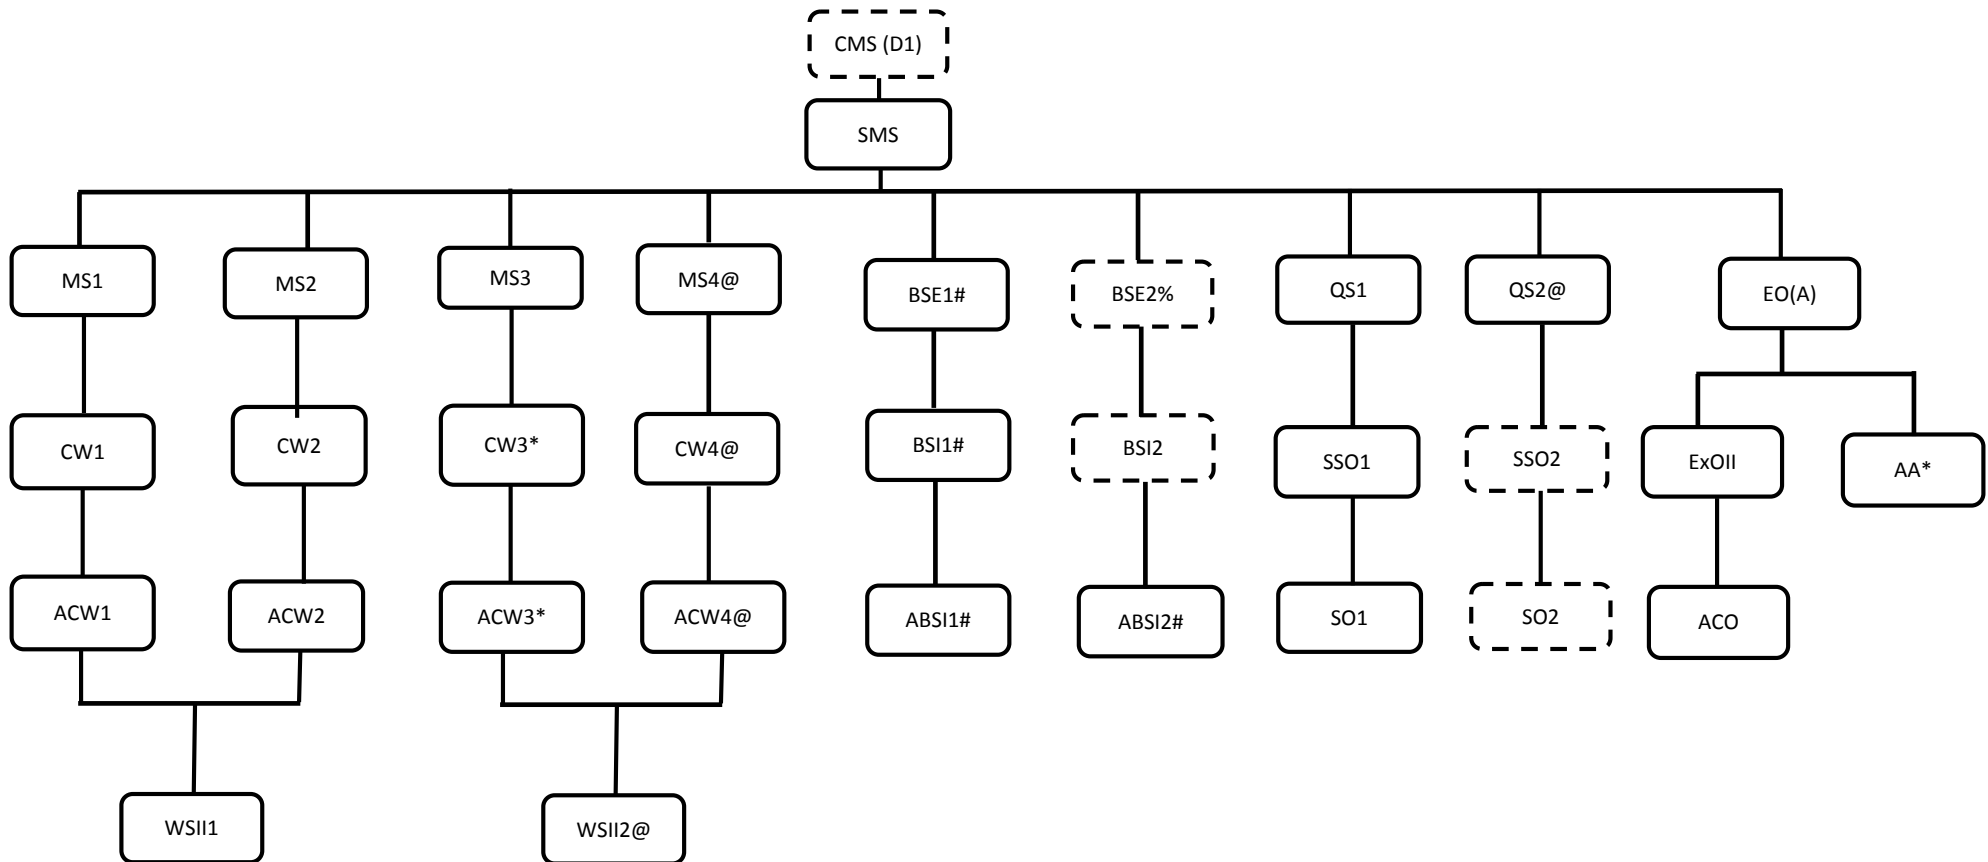 CMS (D1)
SMS
MS1
MS2
MS3
MS4@
BSE1#
BSE2%
QS1
QS2@
EO(A)
CW1
CW2
CW3*
CW4@
BSI1#
BSI2
SSO1
SSO2
ExOII
AA*
ACW1
ACW2
ACW3*
ACW4@
ABSI1#
ABSI2#
SO1
SO2
ACO
WSII1
WSII2@